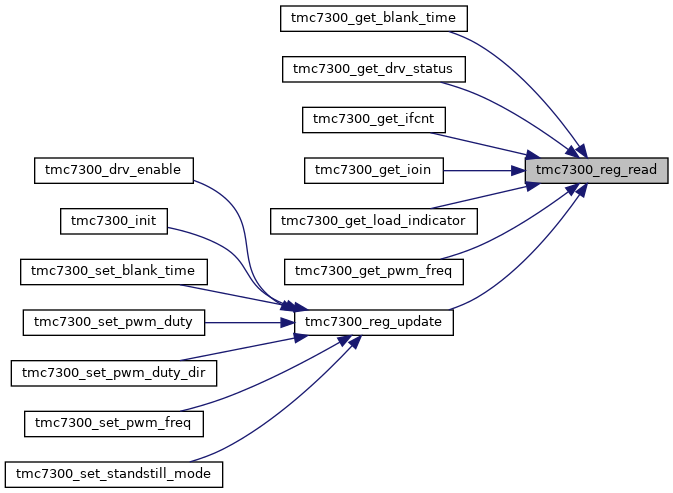 tmc7300_get_blank_time
tmc7300_get_drv_status
tmc7300_get_ifcnt
tmc7300_drv_enable
tmc7300_get_ioin
tmc7300_reg_read
tmc7300_init
tmc7300_get_load_indicator
tmc7300_set_blank_time
tmc7300_get_pwm_freq
tmc7300_set_pwm_duty
tmc7300_reg_update
tmc7300_set_pwm_duty_dir
tmc7300_set_pwm_freq
tmc7300_set_standstill_mode